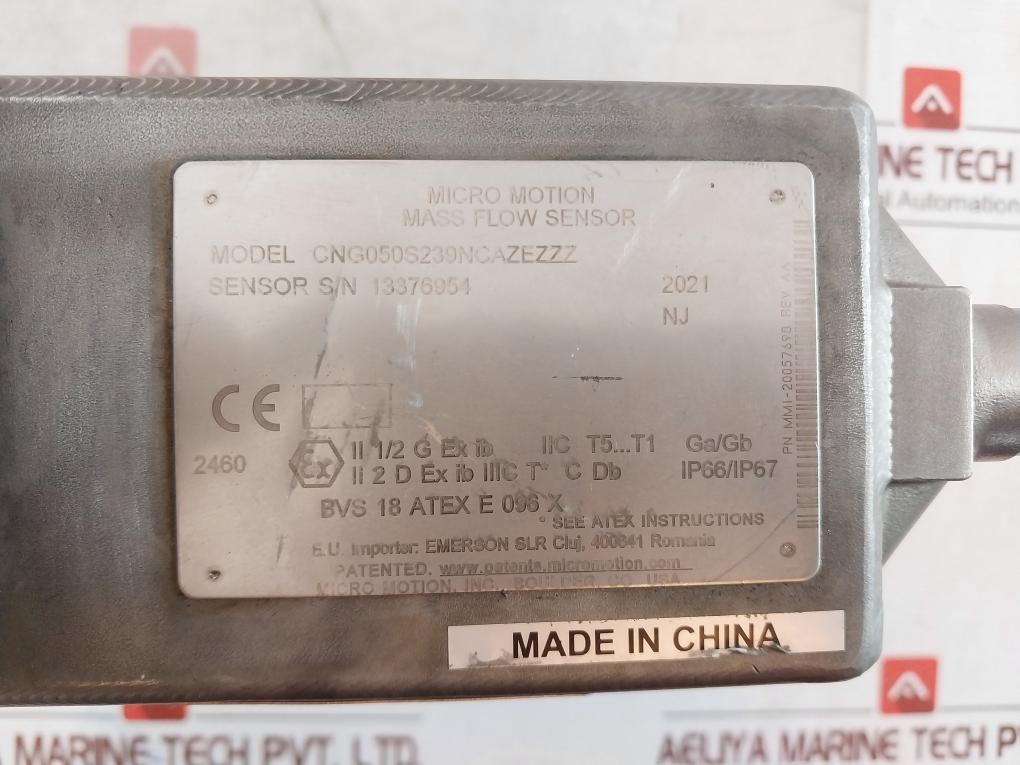 MICRO MOTION
MASS FLOW SENSOR
MODEL CNG050S239NCAZEZZZ
SENSOR S/N 13376954 2021
NJ
CE
2460
Ex
II 1/2 G Ex ib IIC T5...T1 Ga/Gb
II 2 D Ex ib IIIC T* °C Db IP66/IP67
BVS 18 ATEX E 096 X
* SEE ATEX INSTRUCTIONS
E.U. Importer: EMERSON SLR Cluj, 400641 Romania
PATENTED. www.patents.micromotion.com
MICRO MOTION, INC. BOULDER, CO USA
PN MMI-20057698 REV AA
MADE IN CHINA
RINE TECH
al Automation
A MARINE TECH PVT. LTD.
AELIYA MARINE TECH P